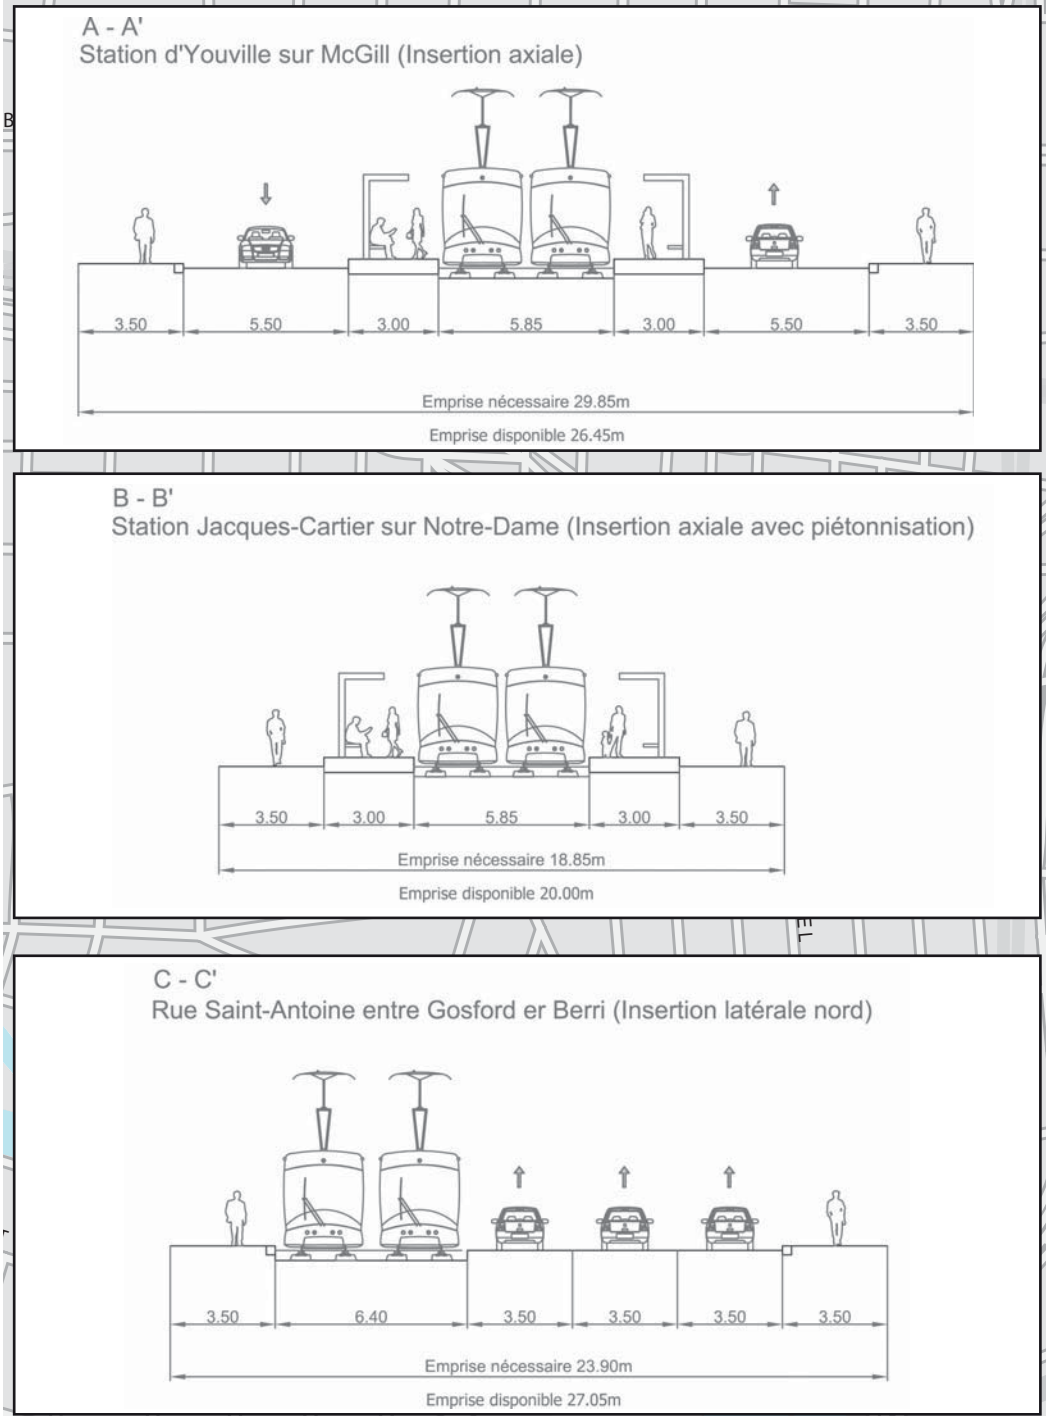 A - A'
Station d'Youville sur McGill (Insertion axiale)
B
3.50 5.50 3.00 5.85 3.00 5.50 3.50
Emprise nécessaire 29.85m
Emprise disponible 26.45m
B - B'
Station Jacques-Cartier sur Notre-Dame (Insertion axiale avec piétonnisation)
3.50 3.00 5.85 3.00 3.50
Emprise nécessaire 18.85m
Emprise disponible 20.00m
EL
C - C'
Rue Saint-Antoine entre Gosford er Berri (Insertion latérale nord)
3.50 6.40 3.50 3.50 3.50 3.50
Emprise nécessaire 23.90m
Emprise disponible 27.05m